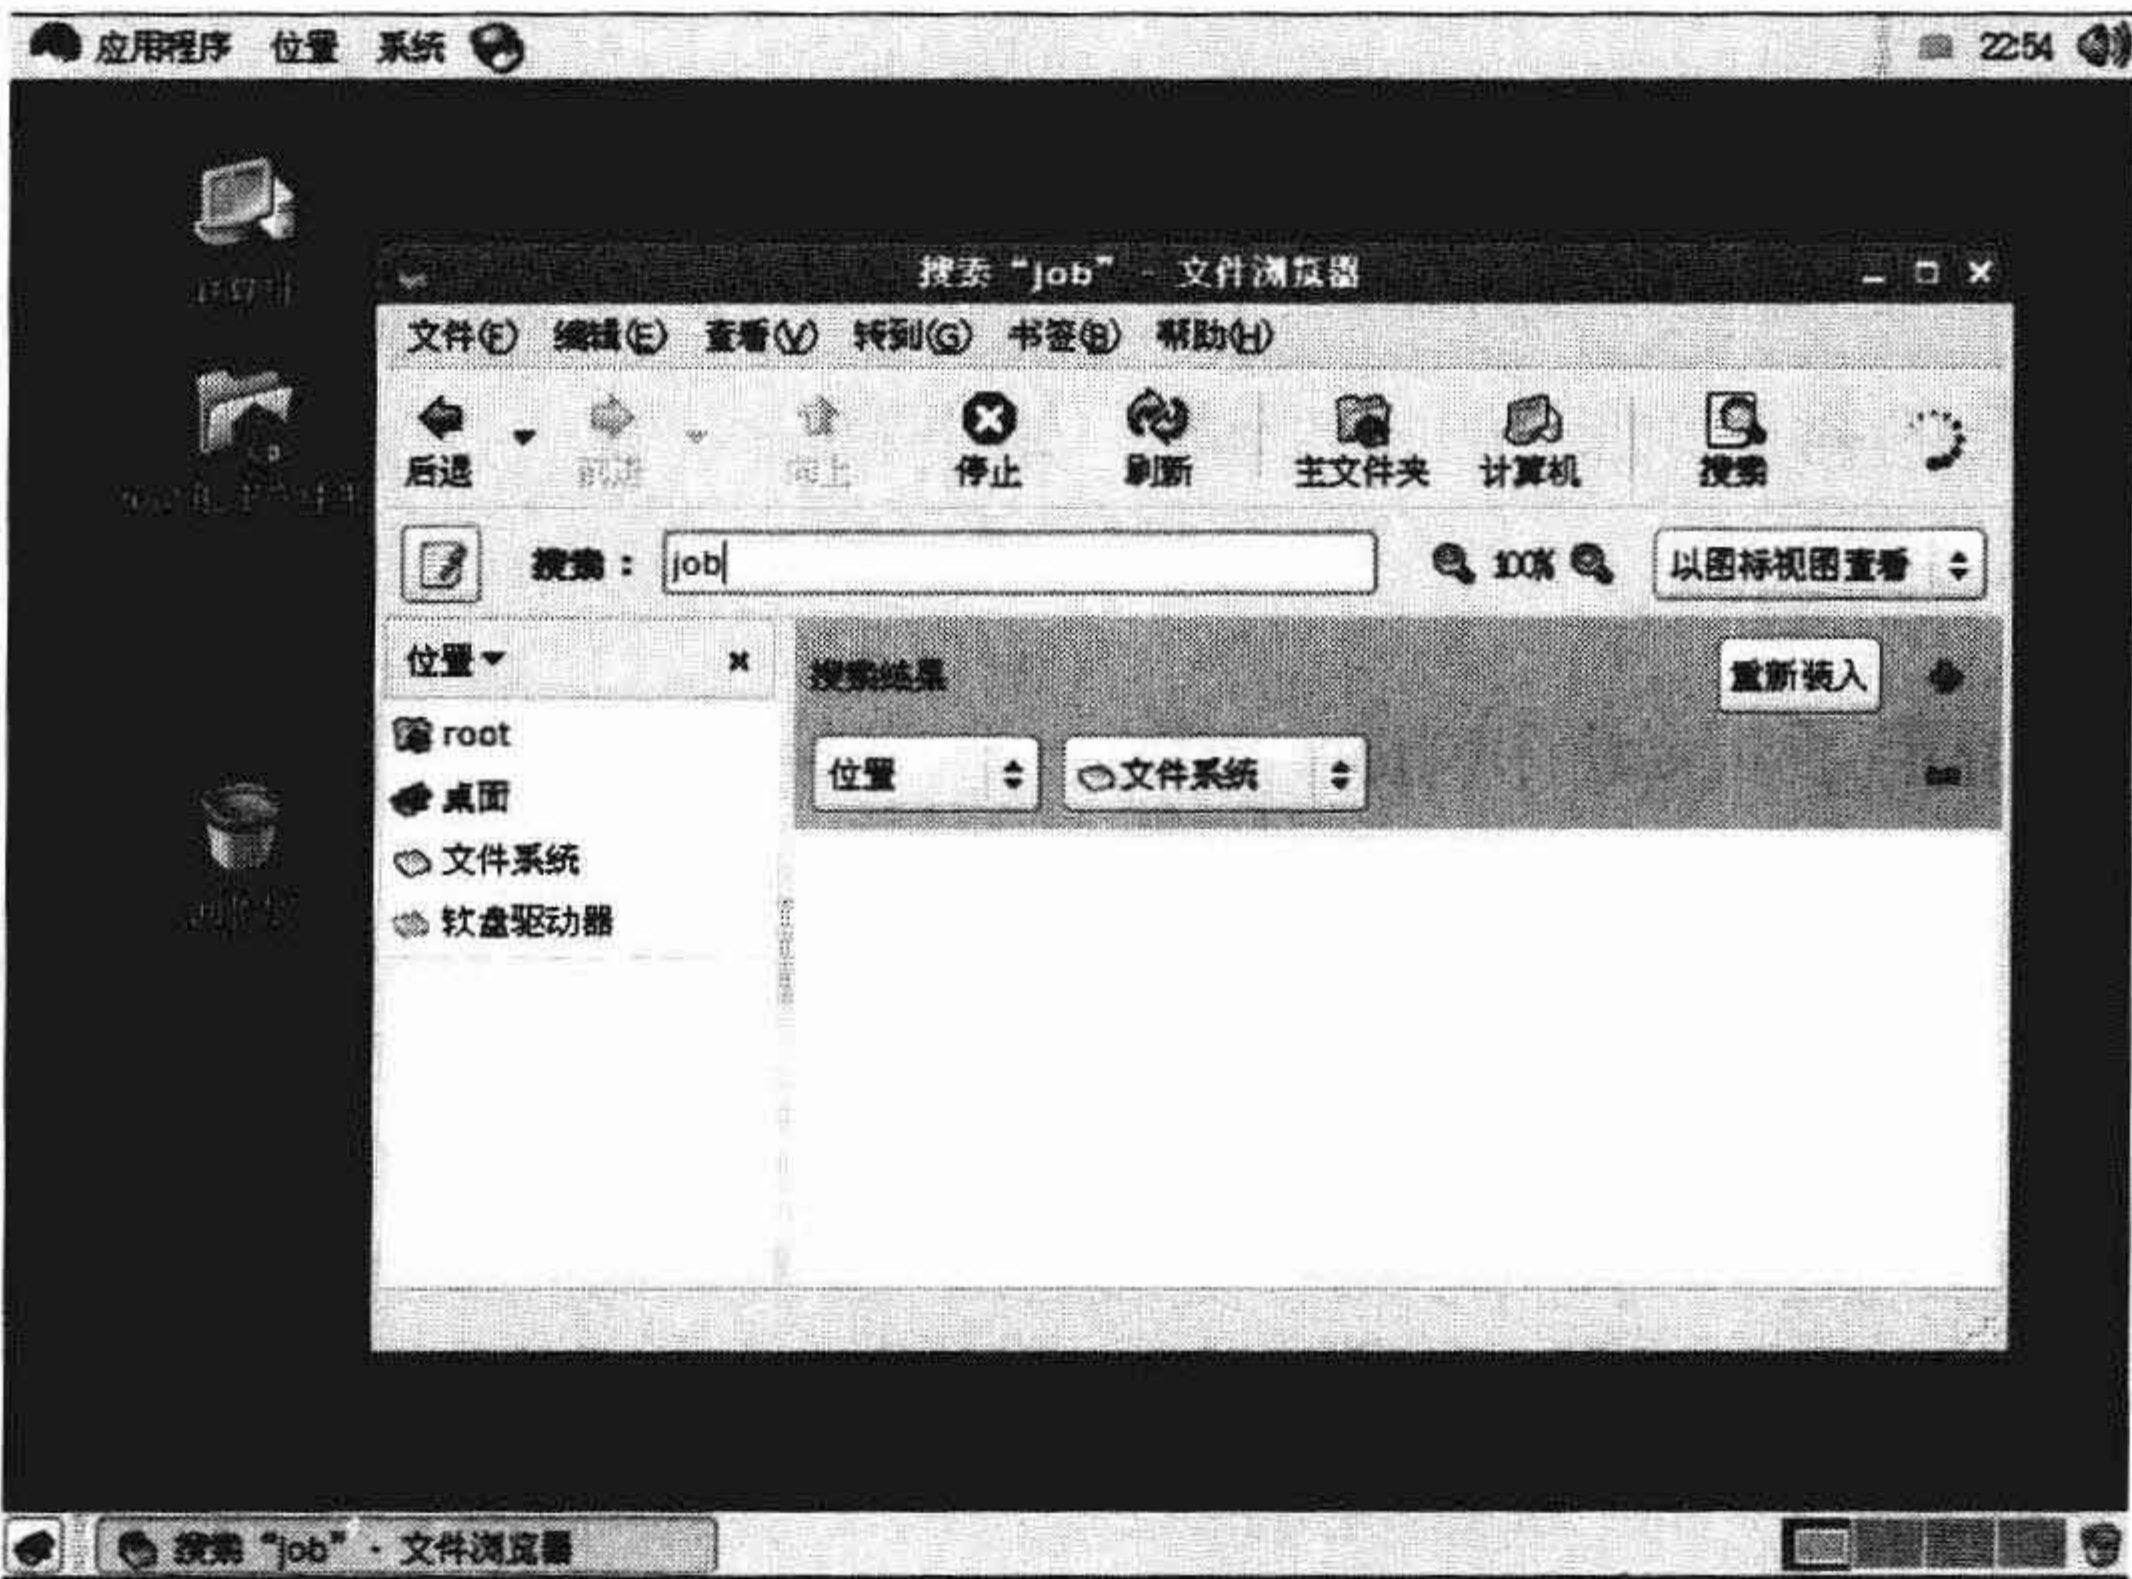 应用程序 位置 系统 22:54
搜索 “job” - 文件浏览器
文件(F) 编辑(E) 查看(V) 转到(G) 书签(B) 帮助(H)
后退 前进 向上 停止 刷新 主文件夹 计算机 搜索
搜索： job 100% 以图标视图查看
位置
root
桌面
文件系统
软盘驱动器
搜索结果 重新装入
位置 文件系统
搜索 “job” - 文件浏览器